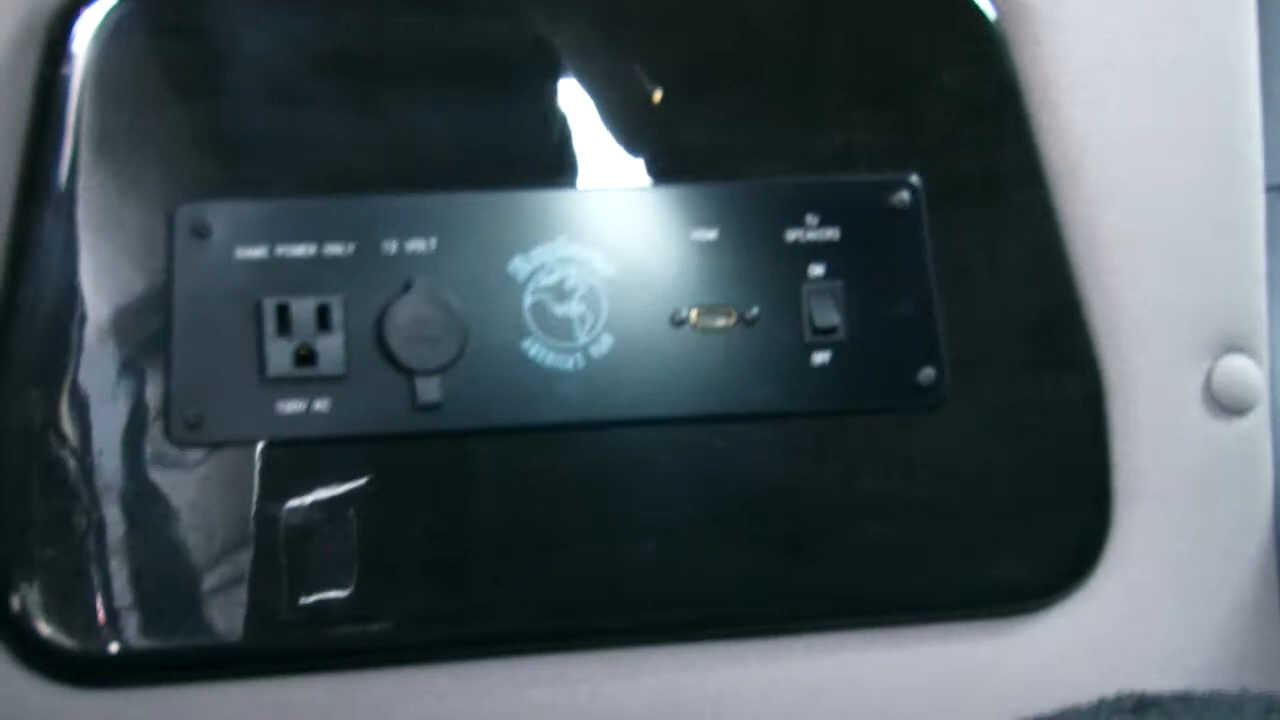 GAME POWER ONLY
12 VOLT
HDMI
TV
SPEAKERS
ON
OFF
120V AC